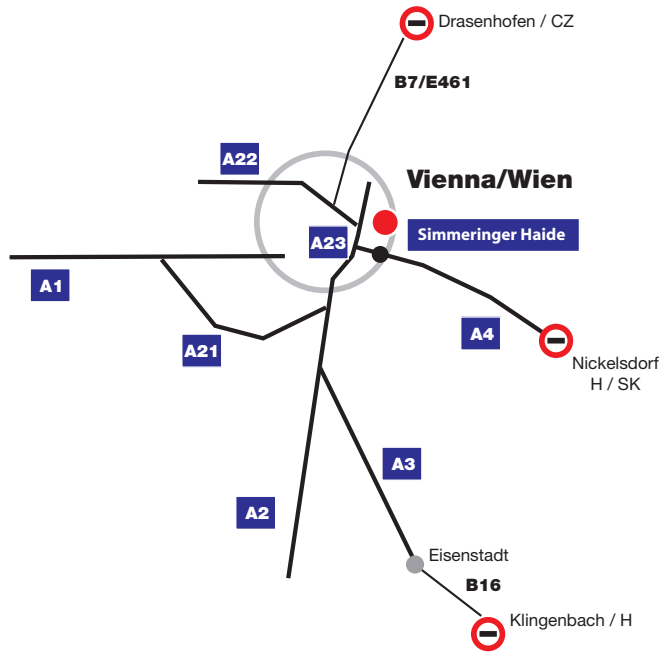 Drasenhofen / CZ
B7/E461
A22
Vienna/Wien
Simmeringer Haide
A23
A1
A4
A21
Nickelsdorf
H / SK
A3
A2
Eisenstadt
B16
Klingenbach / H